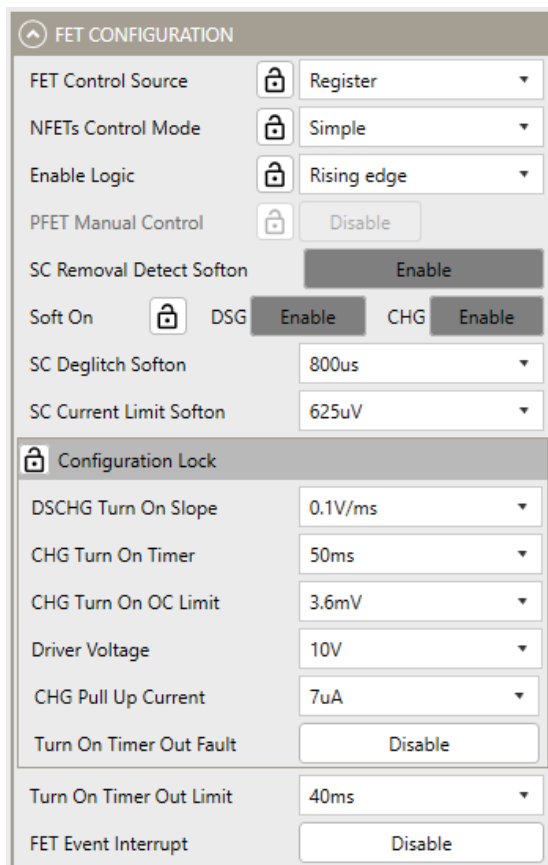 FET CONFIGURATION
FET Control Source Register
NFETs Control Mode Simple
Enable Logic Rising edge
PFET Manual Control Disable
SC Removal Detect Softon Enable
Soft On DSG Enable CHG Enable
SC Deglitch Softon 800us
SC Current Limit Softon 625uV
Configuration Lock
DSCHG Turn On Slope 0.1V/ms
CHG Turn On Timer 50ms
CHG Turn On OC Limit 3.6mV
Driver Voltage 10V
CHG Pull Up Current 7uA
Turn On Timer Out Fault Disable
Turn On Timer Out Limit 40ms
FET Event Interrupt Disable